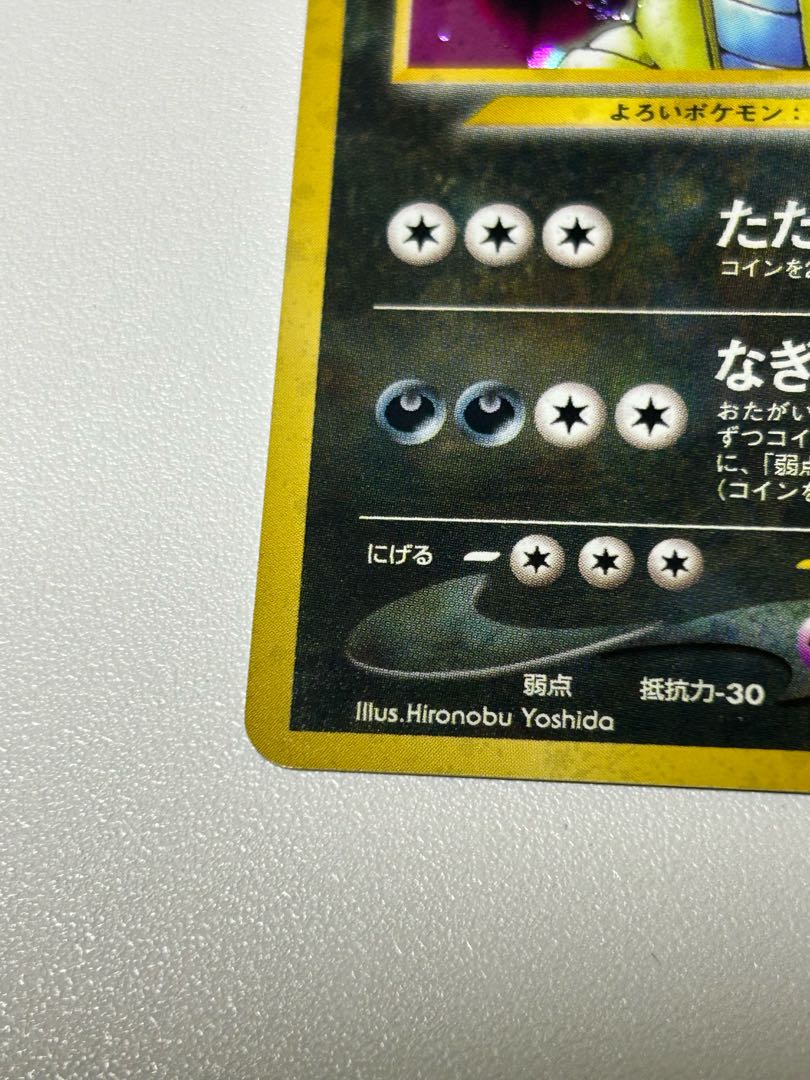 よろいポケモン：
たた
コインを2
なぎ
おたがい
ずつコイ
に、「弱点
（コインを
にげる
弱点 抵抗力-30
Illus.Hironobu Yoshida